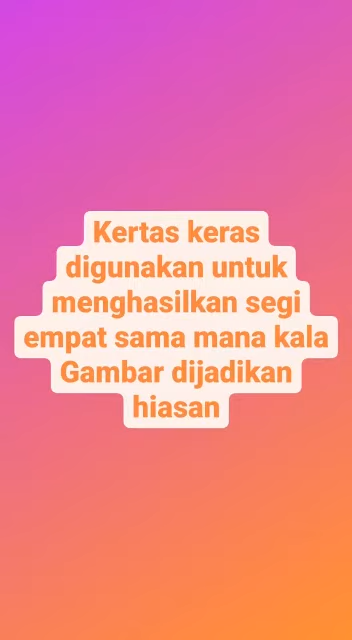 Kertas keras
digunakan untuk
menghasilkan segi
empat sama mana kala
Gambar dijadikan
hiasan